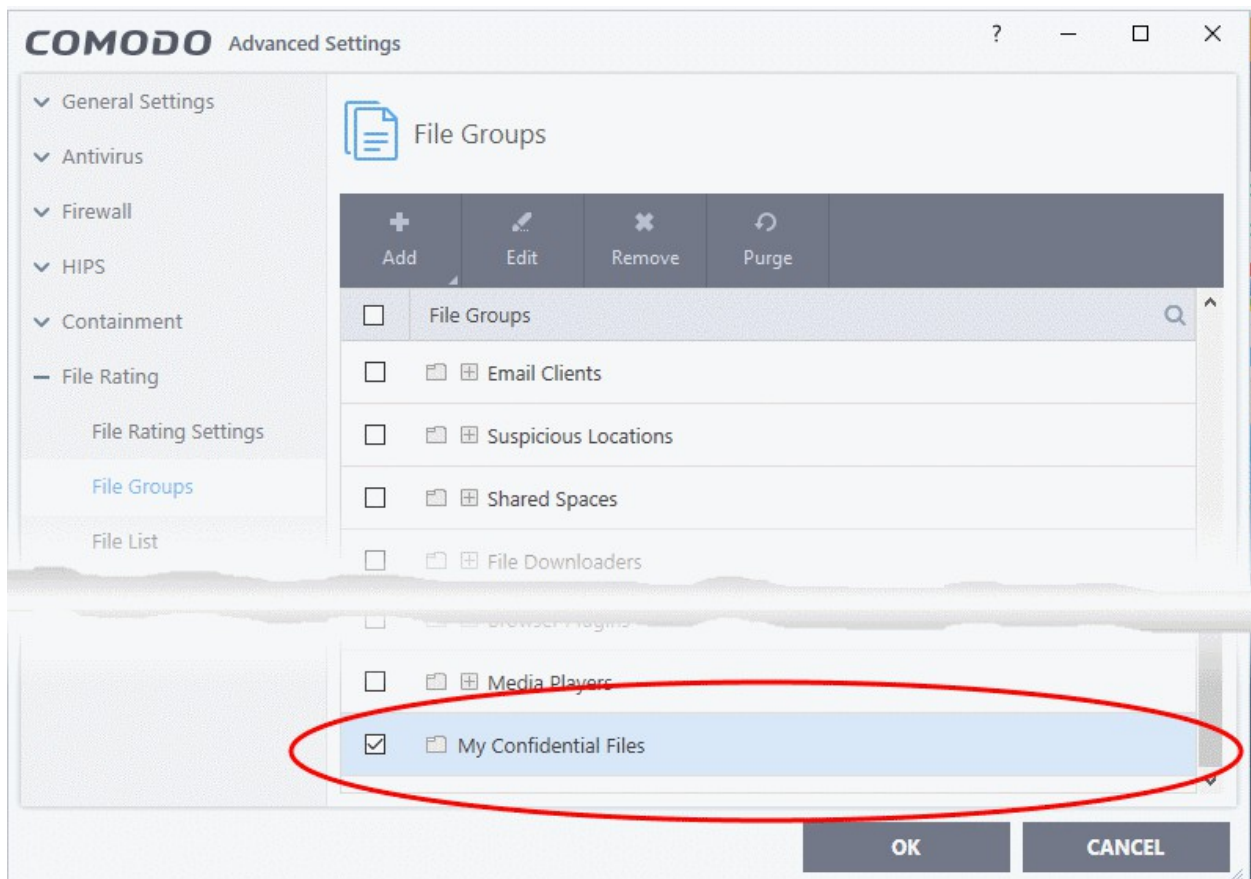 COMODO Advanced Settings ?
General Settings
Antivirus
Firewall
HIPS
Containment
File Rating
File Rating Settings
File Groups
File List
File Groups
Add Edit Remove Purge
File Groups
Email Clients
Suspicious Locations
Shared Spaces
File Downloaders
Browser Plugins
Media Players
My Confidential Files
OK CANCEL